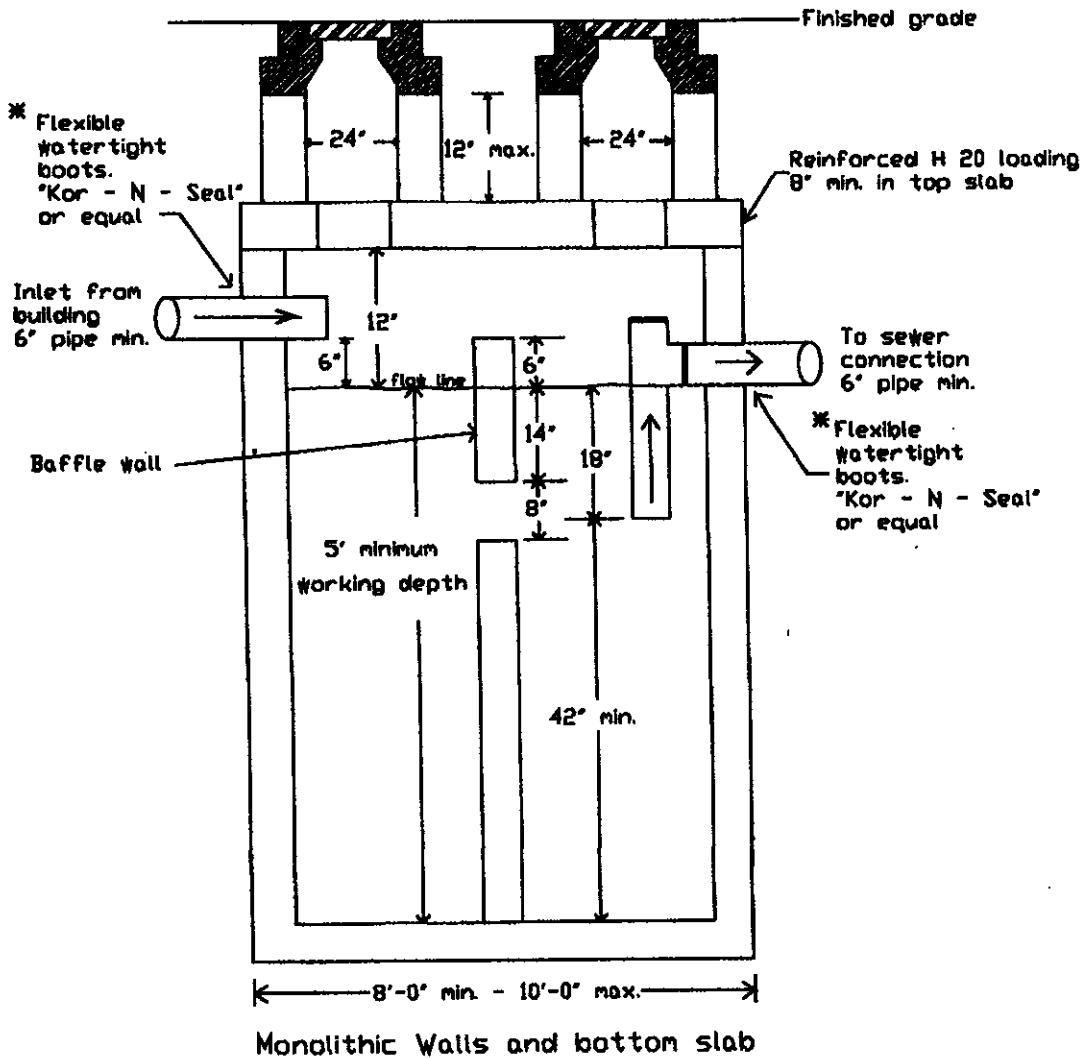 Finished grade
* Flexible
watertight
boots.
"Kor - N - Seal"
or equal
24"
12" max.
24"
Reinforced H 20 loading
8" min. in top slab
Inlet from
building
6" pipe min.
12"
6"
flow line
6"
To sewer
connection
6" pipe min.
Baffle wall
14"
18"
8"
* Flexible
watertight
boots.
"Kor - N - Seal"
or equal
5' minimum
working depth
42" min.
8'-0" min. - 10'-0" max.
Monolithic Walls and bottom slab